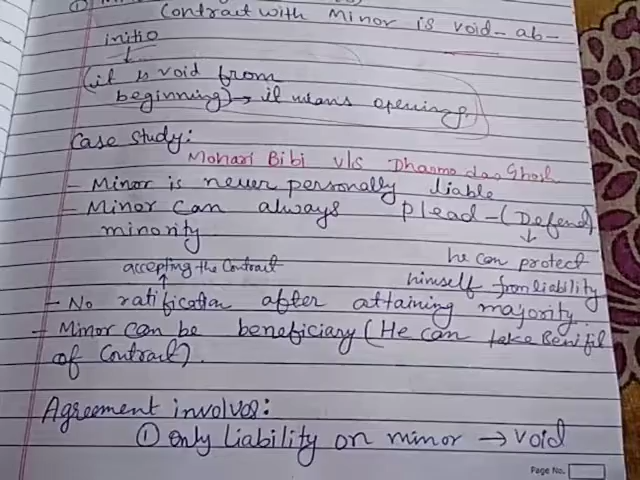 ①
Contract with Minor is void-ab-
initio
(it is void from
beginning) → it means opening.
Case study:
Mohari Bibi v/s Dharmodas Ghosh
- Minor is never personally liable
- Minor can always plead-(Defend)
minority
he can protect
himself from liability
accepting the Contract
- No ratification after attaining majority.
- Minor can be beneficiary (He can take Benifit
of Contract).
Agreement involves:
① Only Liability on minor → void
Page No.